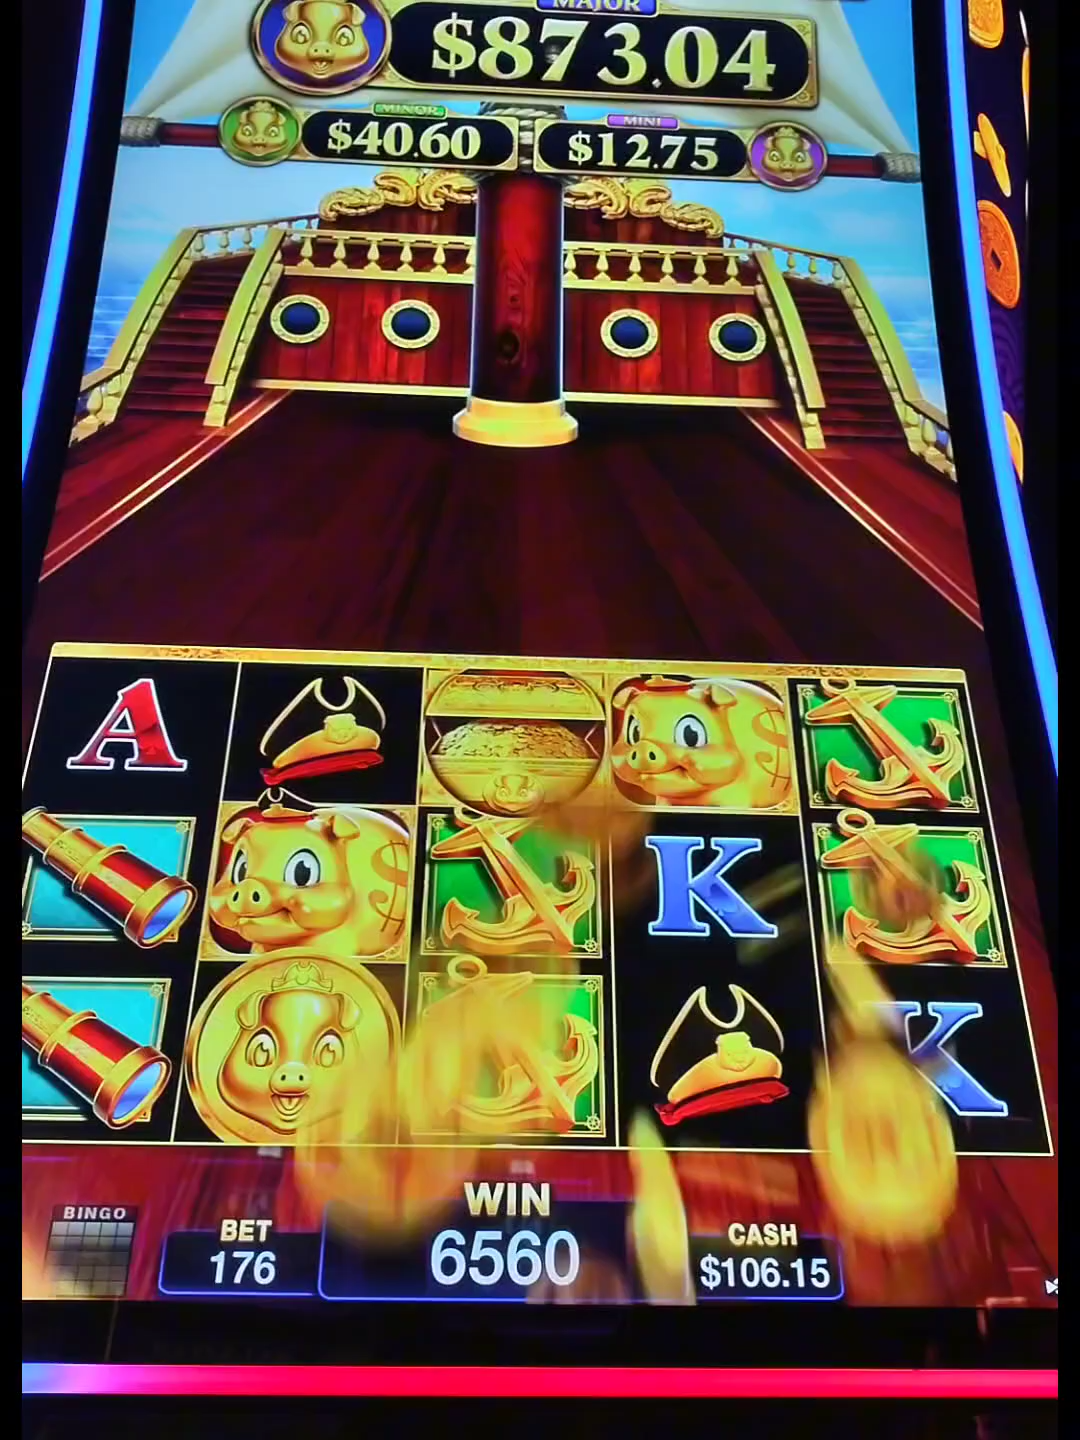 MAJOR
$873.04
MINOR
$40.60
MINI
$12.75
A
K
K
BINGO
BET
176
WIN
6560
CASH
$106.15